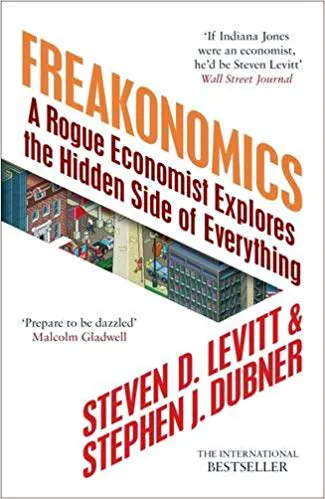 ‘If Indiana Jones
were an economist,
he’d be Steven Levitt’
Wall Street Journal
FREAKONOMICS
A Rogue Economist Explores
the Hidden Side of Everything
‘Prepare to be dazzled’
Malcolm Gladwell
STEVEN D. LEVITT &
STEPHEN J. DUBNER
THE INTERNATIONAL
BESTSELLER